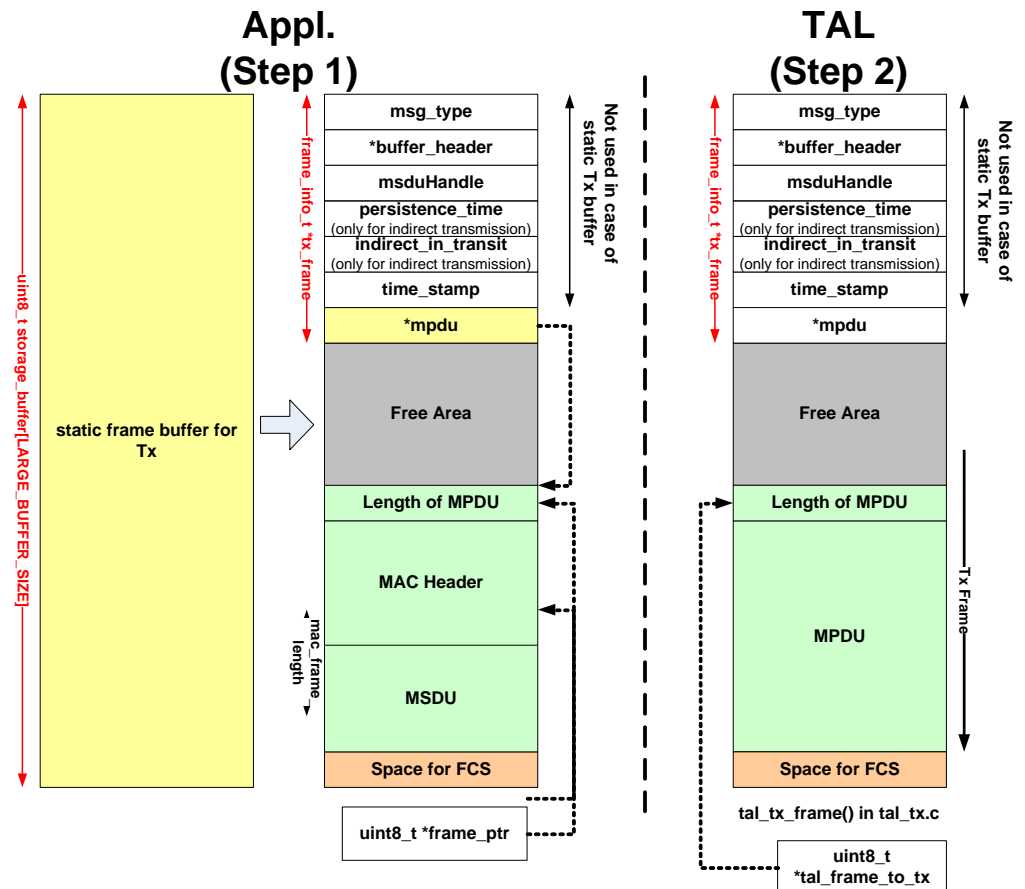 Appl.
(Step 1)
TAL
(Step 2)
uint8_t storage_buffer[LARGE_BUFFER_SIZE]
static frame buffer for
Tx
frame_info_t *tx_frame
msg_type
*buffer_header
msduHandle
persistence_time
(only for indirect transmission)
indirect_in_transit
(only for indirect transmission)
time_stamp
*mpdu
Free Area
Length of MPDU
MAC Header
MSDU
Space for FCS
Not used in case of
static Tx buffer
mac_frame_
length
uint8_t *frame_ptr
frame_info_t *tx_frame
msg_type
*buffer_header
msduHandle
persistence_time
(only for indirect transmission)
indirect_in_transit
(only for indirect transmission)
time_stamp
*mpdu
Free Area
Length of MPDU
MPDU
Space for FCS
Not used in case of
static Tx buffer
Tx Frame
tal_tx_frame() in tal_tx.c
uint8_t
*tal_frame_to_tx